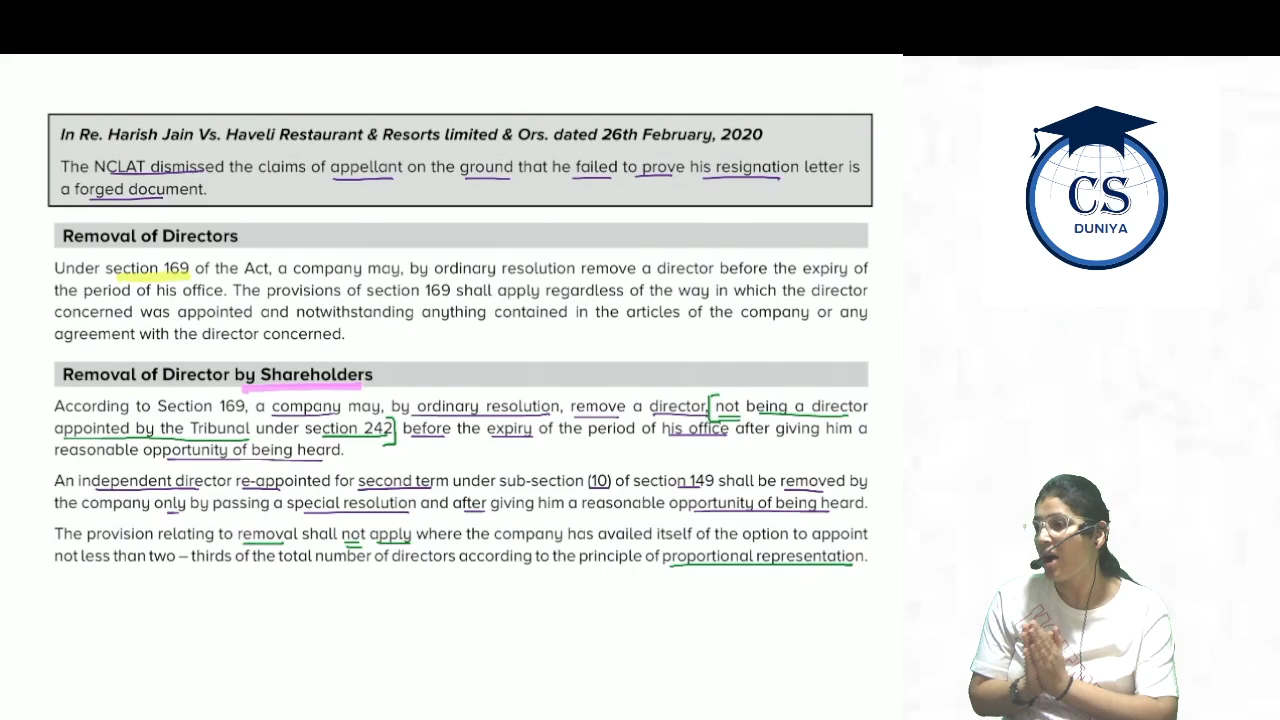 In Re. Harish Jain Vs. Haveli Restaurant & Resorts limited & Ors. dated 26th February, 2020
The NCLAT dismissed the claims of appellant on the ground that he failed to prove his resignation letter is
a forged document.
Removal of Directors
Under section 169 of the Act, a company may, by ordinary resolution remove a director before the expiry of
the period of his office. The provisions of section 169 shall apply regardless of the way in which the director
concerned was appointed and notwithstanding anything contained in the articles of the company or any
agreement with the director concerned.
Removal of Director by Shareholders
According to Section 169, a company may, by ordinary resolution, remove a director, not being a director
appointed by the Tribunal under section 242, before the expiry of the period of his office after giving him a
reasonable opportunity of being heard.
An independent director re-appointed for second term under sub-section (10) of section 149 shall be removed by
the company only by passing a special resolution and after giving him a reasonable opportunity of being heard.
The provision relating to removal shall not apply where the company has availed itself of the option to appoint
not less than two – thirds of the total number of directors according to the principle of proportional representation.
CS
DUNIYA